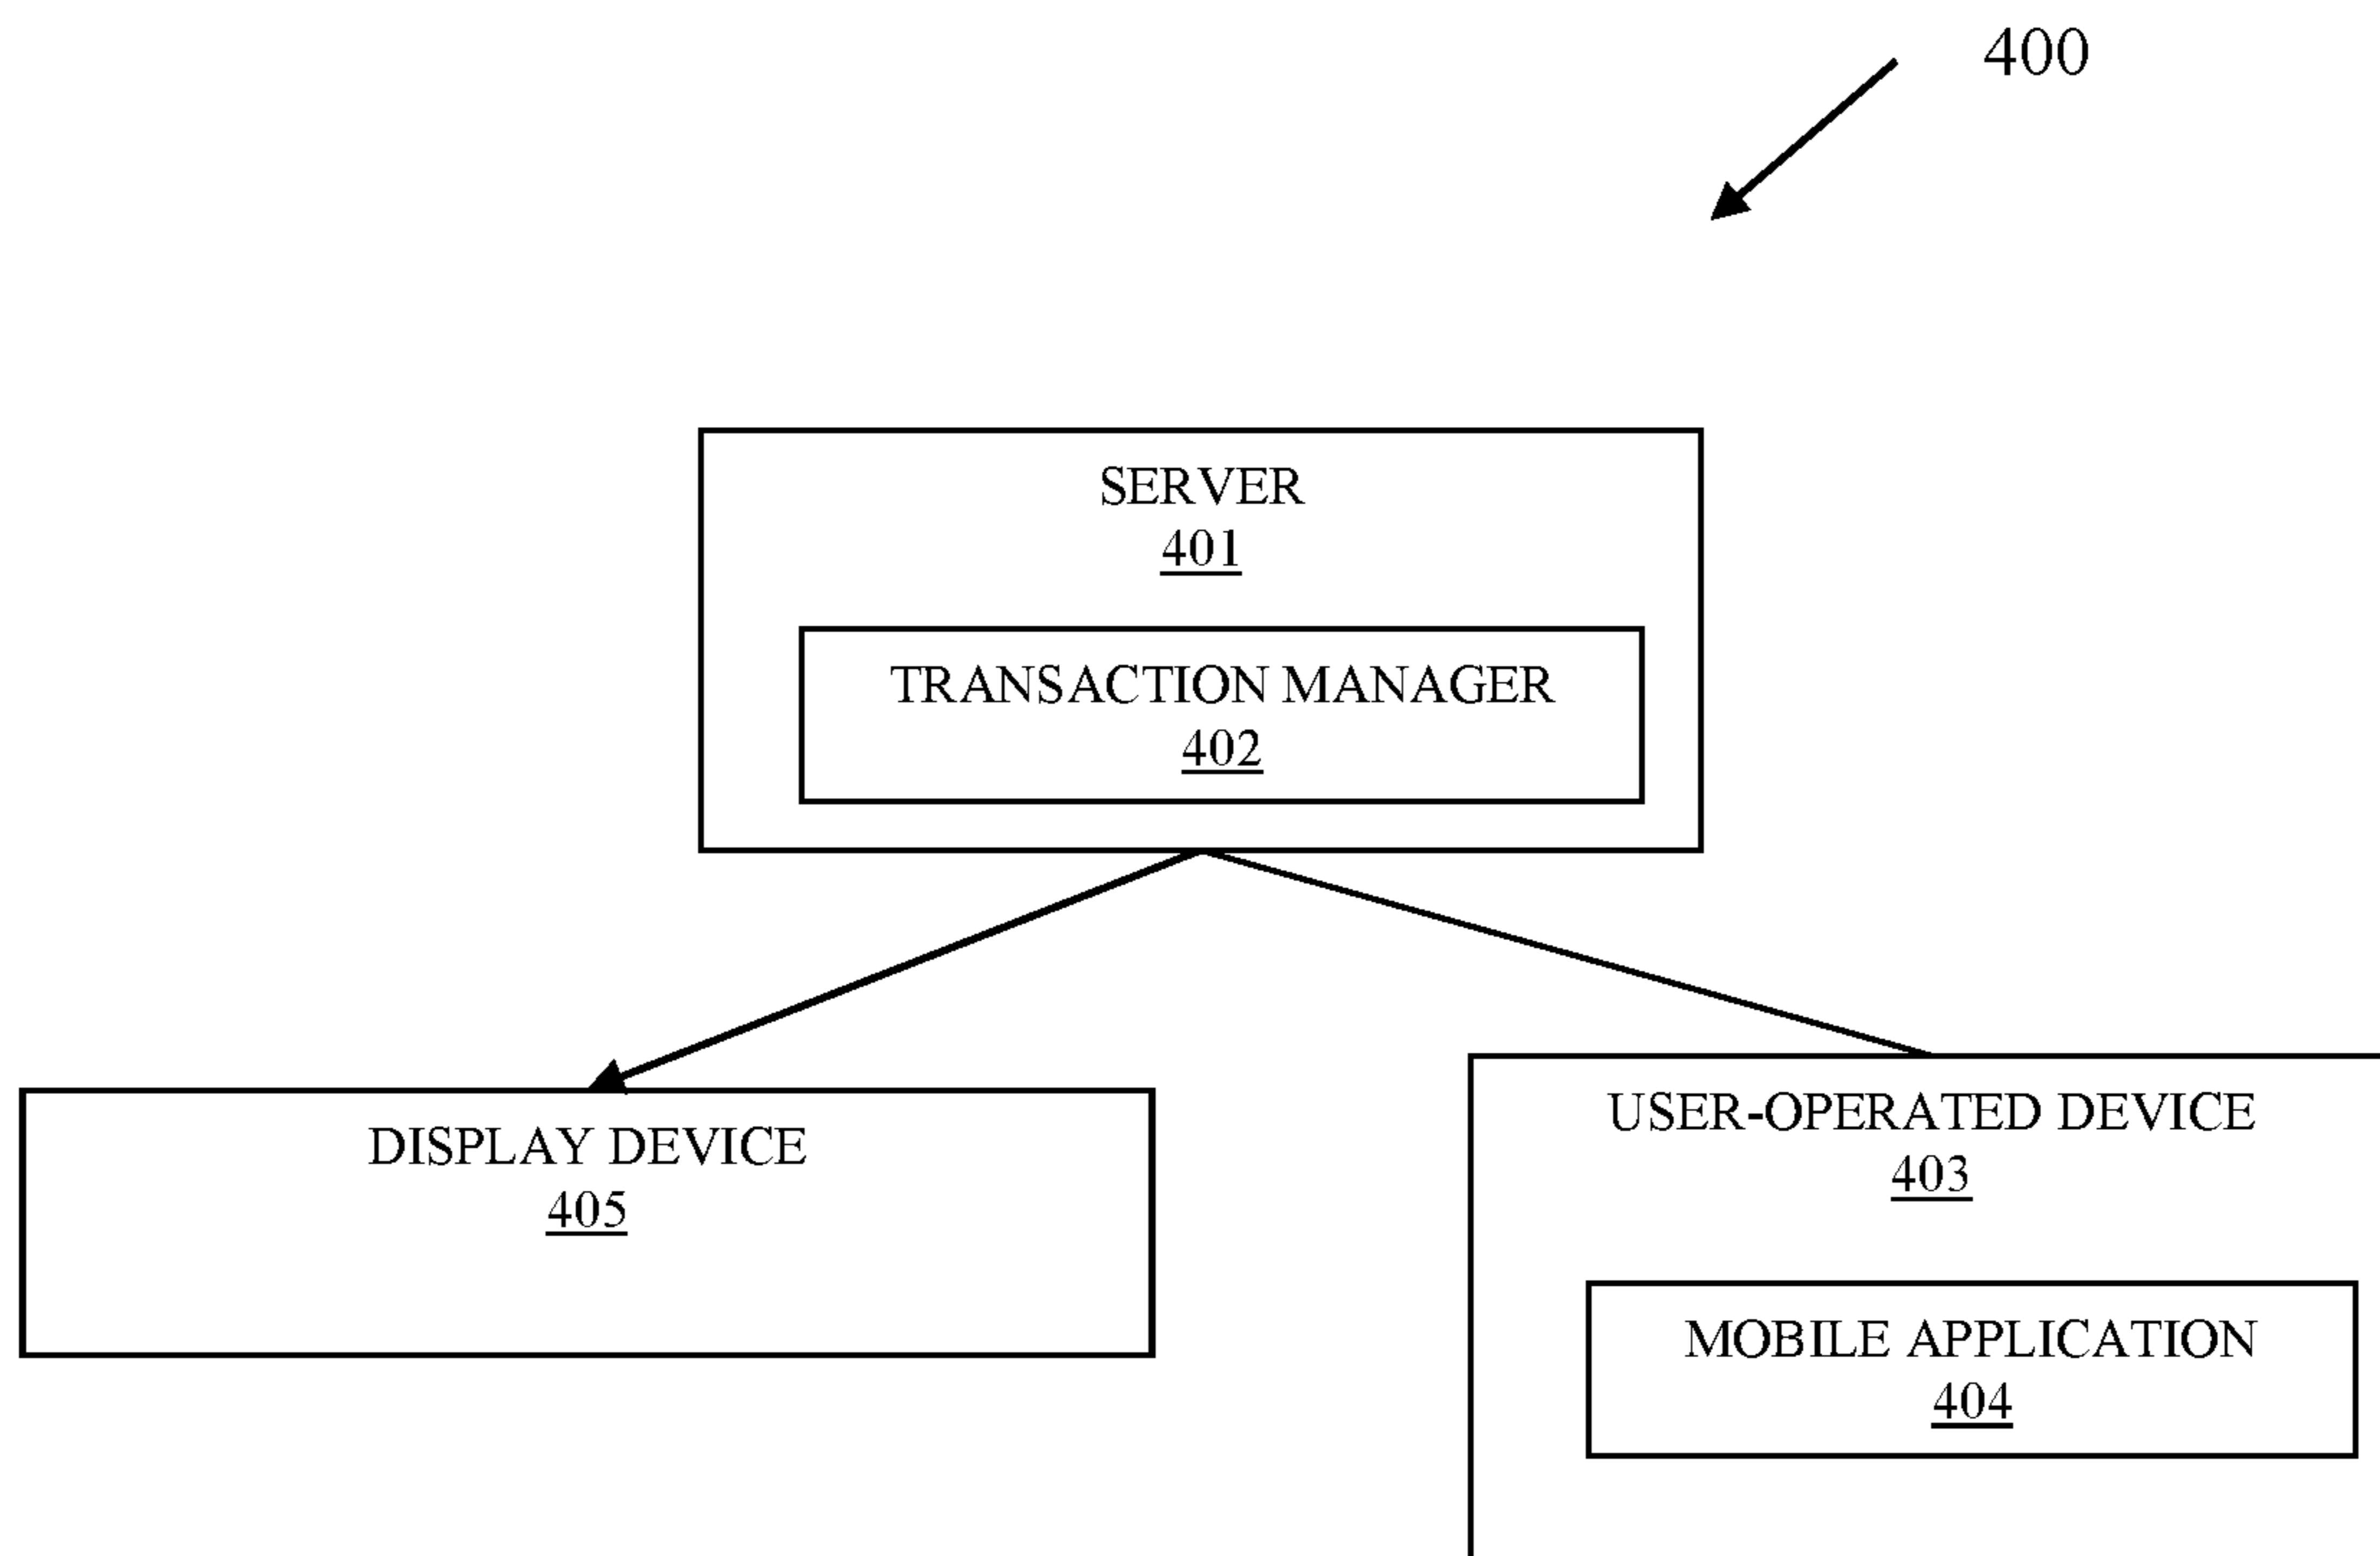 400
SERVER
401
TRANSACTION MANAGER
402
DISPLAY DEVICE
405
USER-OPERATED DEVICE
403
MOBILE APPLICATION
404